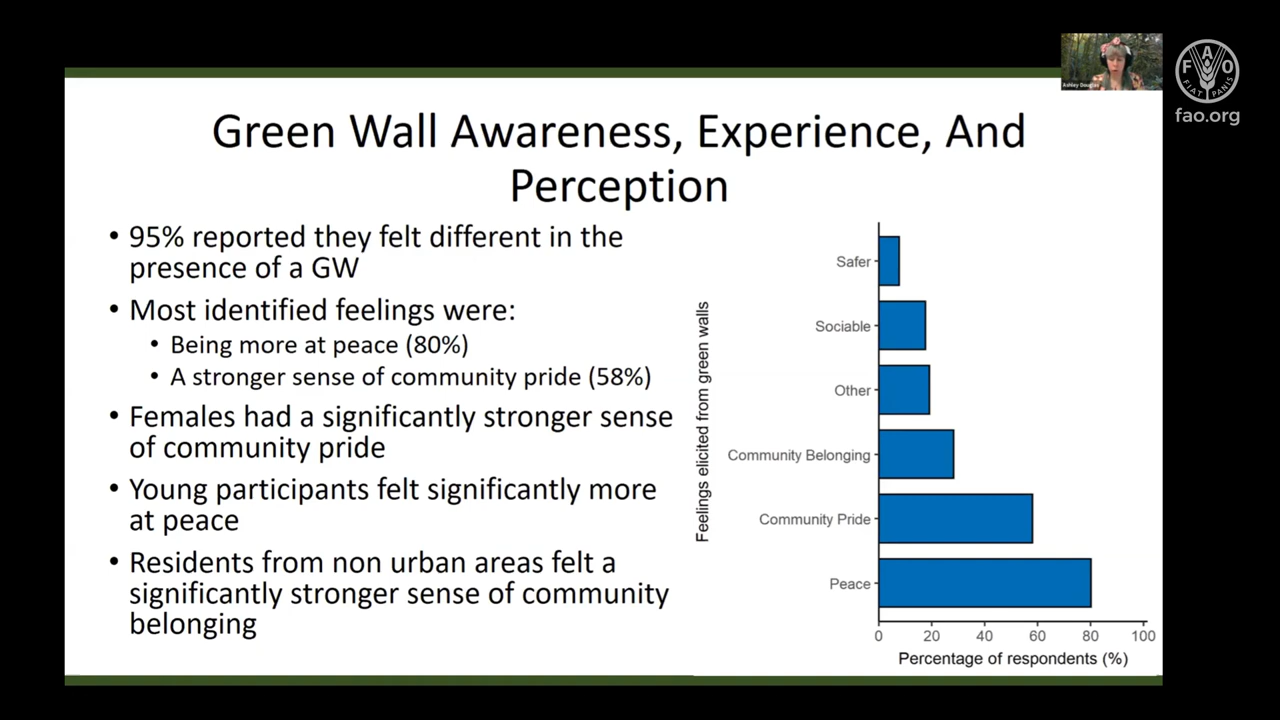 Green Wall Awareness, Experience, And
Perception
• 95% reported they felt different in the
presence of a GW
• Most identified feelings were:
• Being more at peace (80%)
• A stronger sense of community pride (58%)
• Females had a significantly stronger sense
of community pride
• Young participants felt significantly more
at peace
• Residents from non urban areas felt a
significantly stronger sense of community
belonging
Feelings elicited from green walls
Safer
Sociable
Other
Community Belonging
Community Pride
Peace
0 20 40 60 80 100
Percentage of respondents (%)
Ashley Douglas
F A O
FIAT PANIS
fao.org